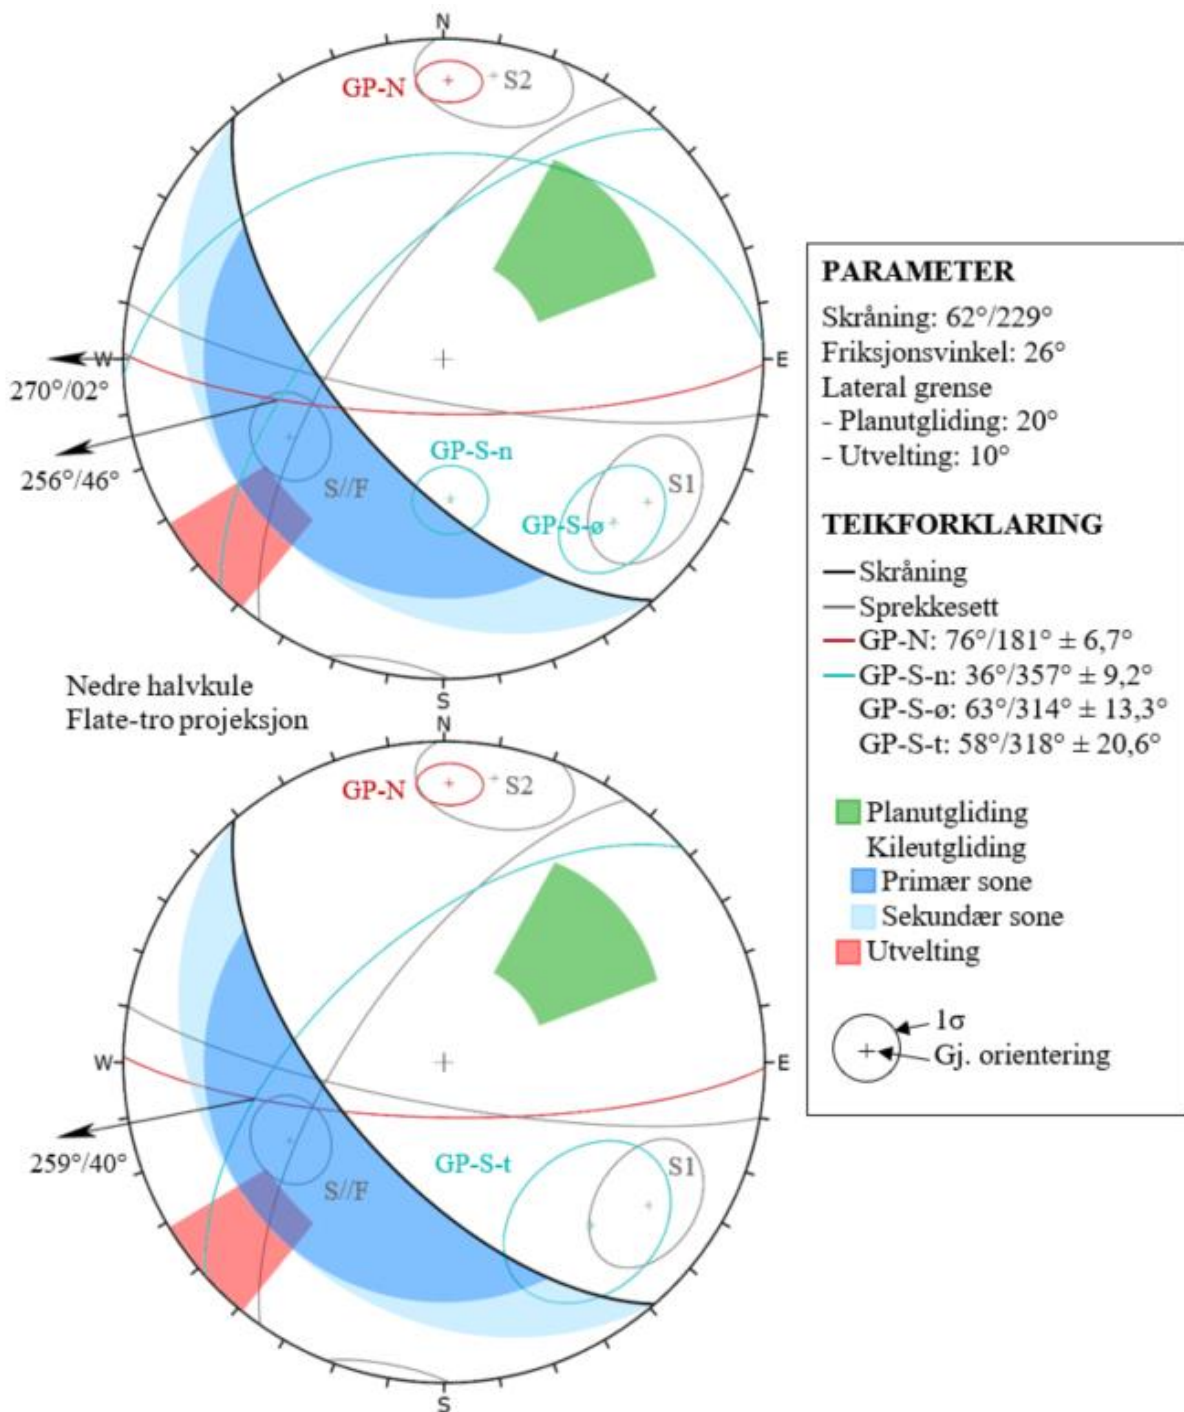 N
GP-N
S2
W
E
270°/02°
256°/46°
GP-S-n
S//F
GP-S-ø
S1
Nedre halvkule
Flate-tro projeksjon
S
N
GP-N
S2
W
E
259°/40°
GP-S-t
S1
S//F
S
PARAMETER
Skråning: 62°/229°
Friksjonsvinkel: 26°
Lateral grense
- Planutgliding: 20°
- Utvelting: 10°
TEIKFORKLARING
Skråning
Sprekkesett
GP-N: 76°/181° ± 6,7°
GP-S-n: 36°/357° ± 9,2°
GP-S-ø: 63°/314° ± 13,3°
GP-S-t: 58°/318° ± 20,6°
Planutgliding
Kileutgliding
Primær sone
Sekundær sone
Utvelting
1σ
Gj. orientering